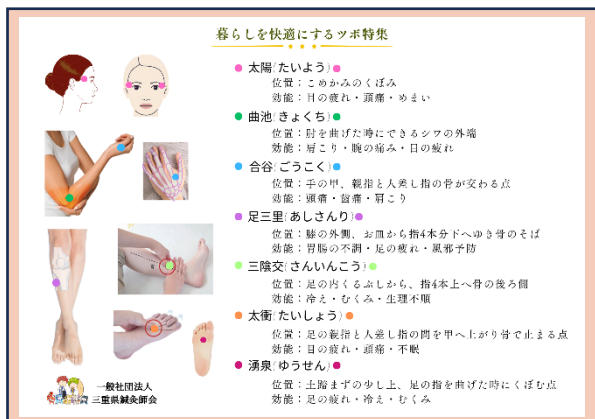 暮らしを快適にするツボ特集
太陽(たいよう)
位置：こめかみのくぼみ
効能：目の疲れ・頭痛・めまい
曲池(きょくち)
位置：肘を曲げた時にできるシワの外端
効能：肩こり・腕の痛み・目の疲れ
合谷(ごうこく)
位置：手の甲、親指と人差し指の骨が交わる点
効能：頭痛・歯痛・肩こり
足三里(あしさんり)
位置：膝の外側、お皿から指4本分下へゆき骨のそば
効能：胃腸の不調・足の疲れ・風邪予防
三陰交(さんいんこう)
位置：足の内くるぶしから、指4本上へ骨の後ろ側
効能：冷え・むくみ・生理不順
太衝(たいしょう)
位置：足の親指と人差し指の間を甲へ上がり骨で止まる点
効能：目の疲れ・頭痛・不眠
湧泉(ゆうせん)
位置：土踏まずの少し上、足の指を曲げた時にくぼむ点
効能：足の疲れ・冷え・むくみ
一般社団法人
三重県鍼灸師会